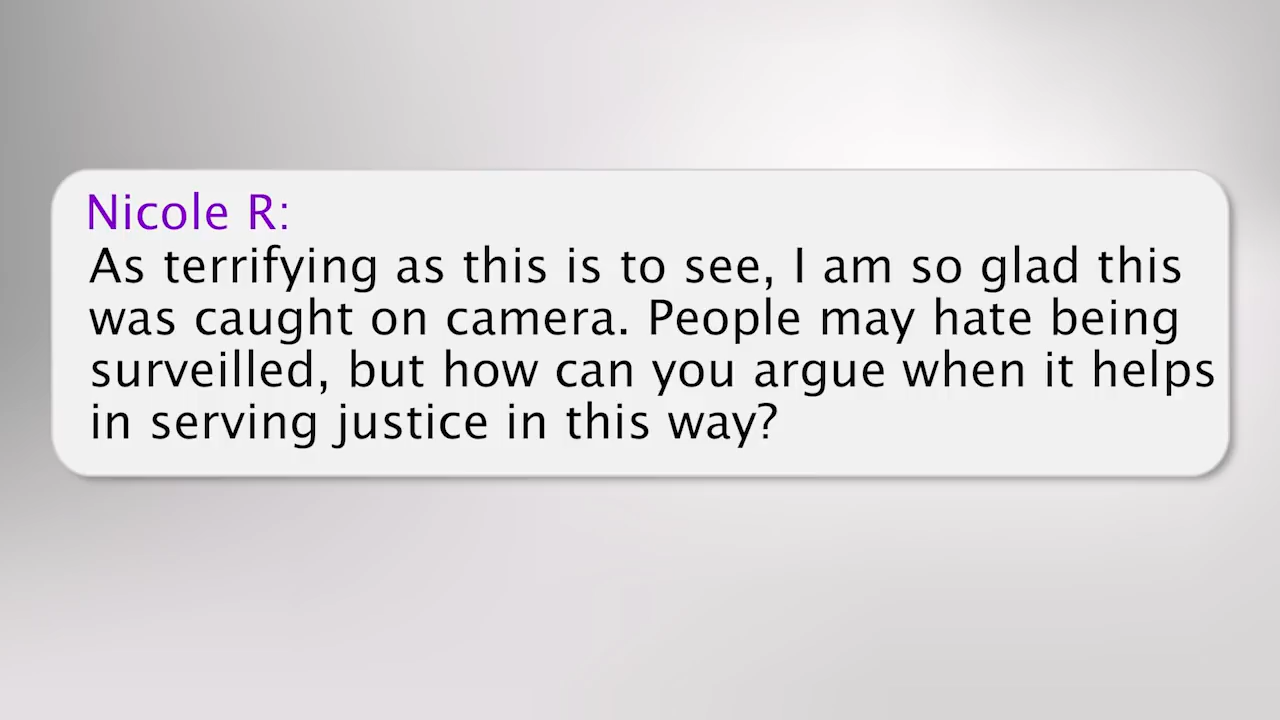 Nicole R:
As terrifying as this is to see, I am so glad this
was caught on camera. People may hate being
surveilled, but how can you argue when it helps
in serving justice in this way?